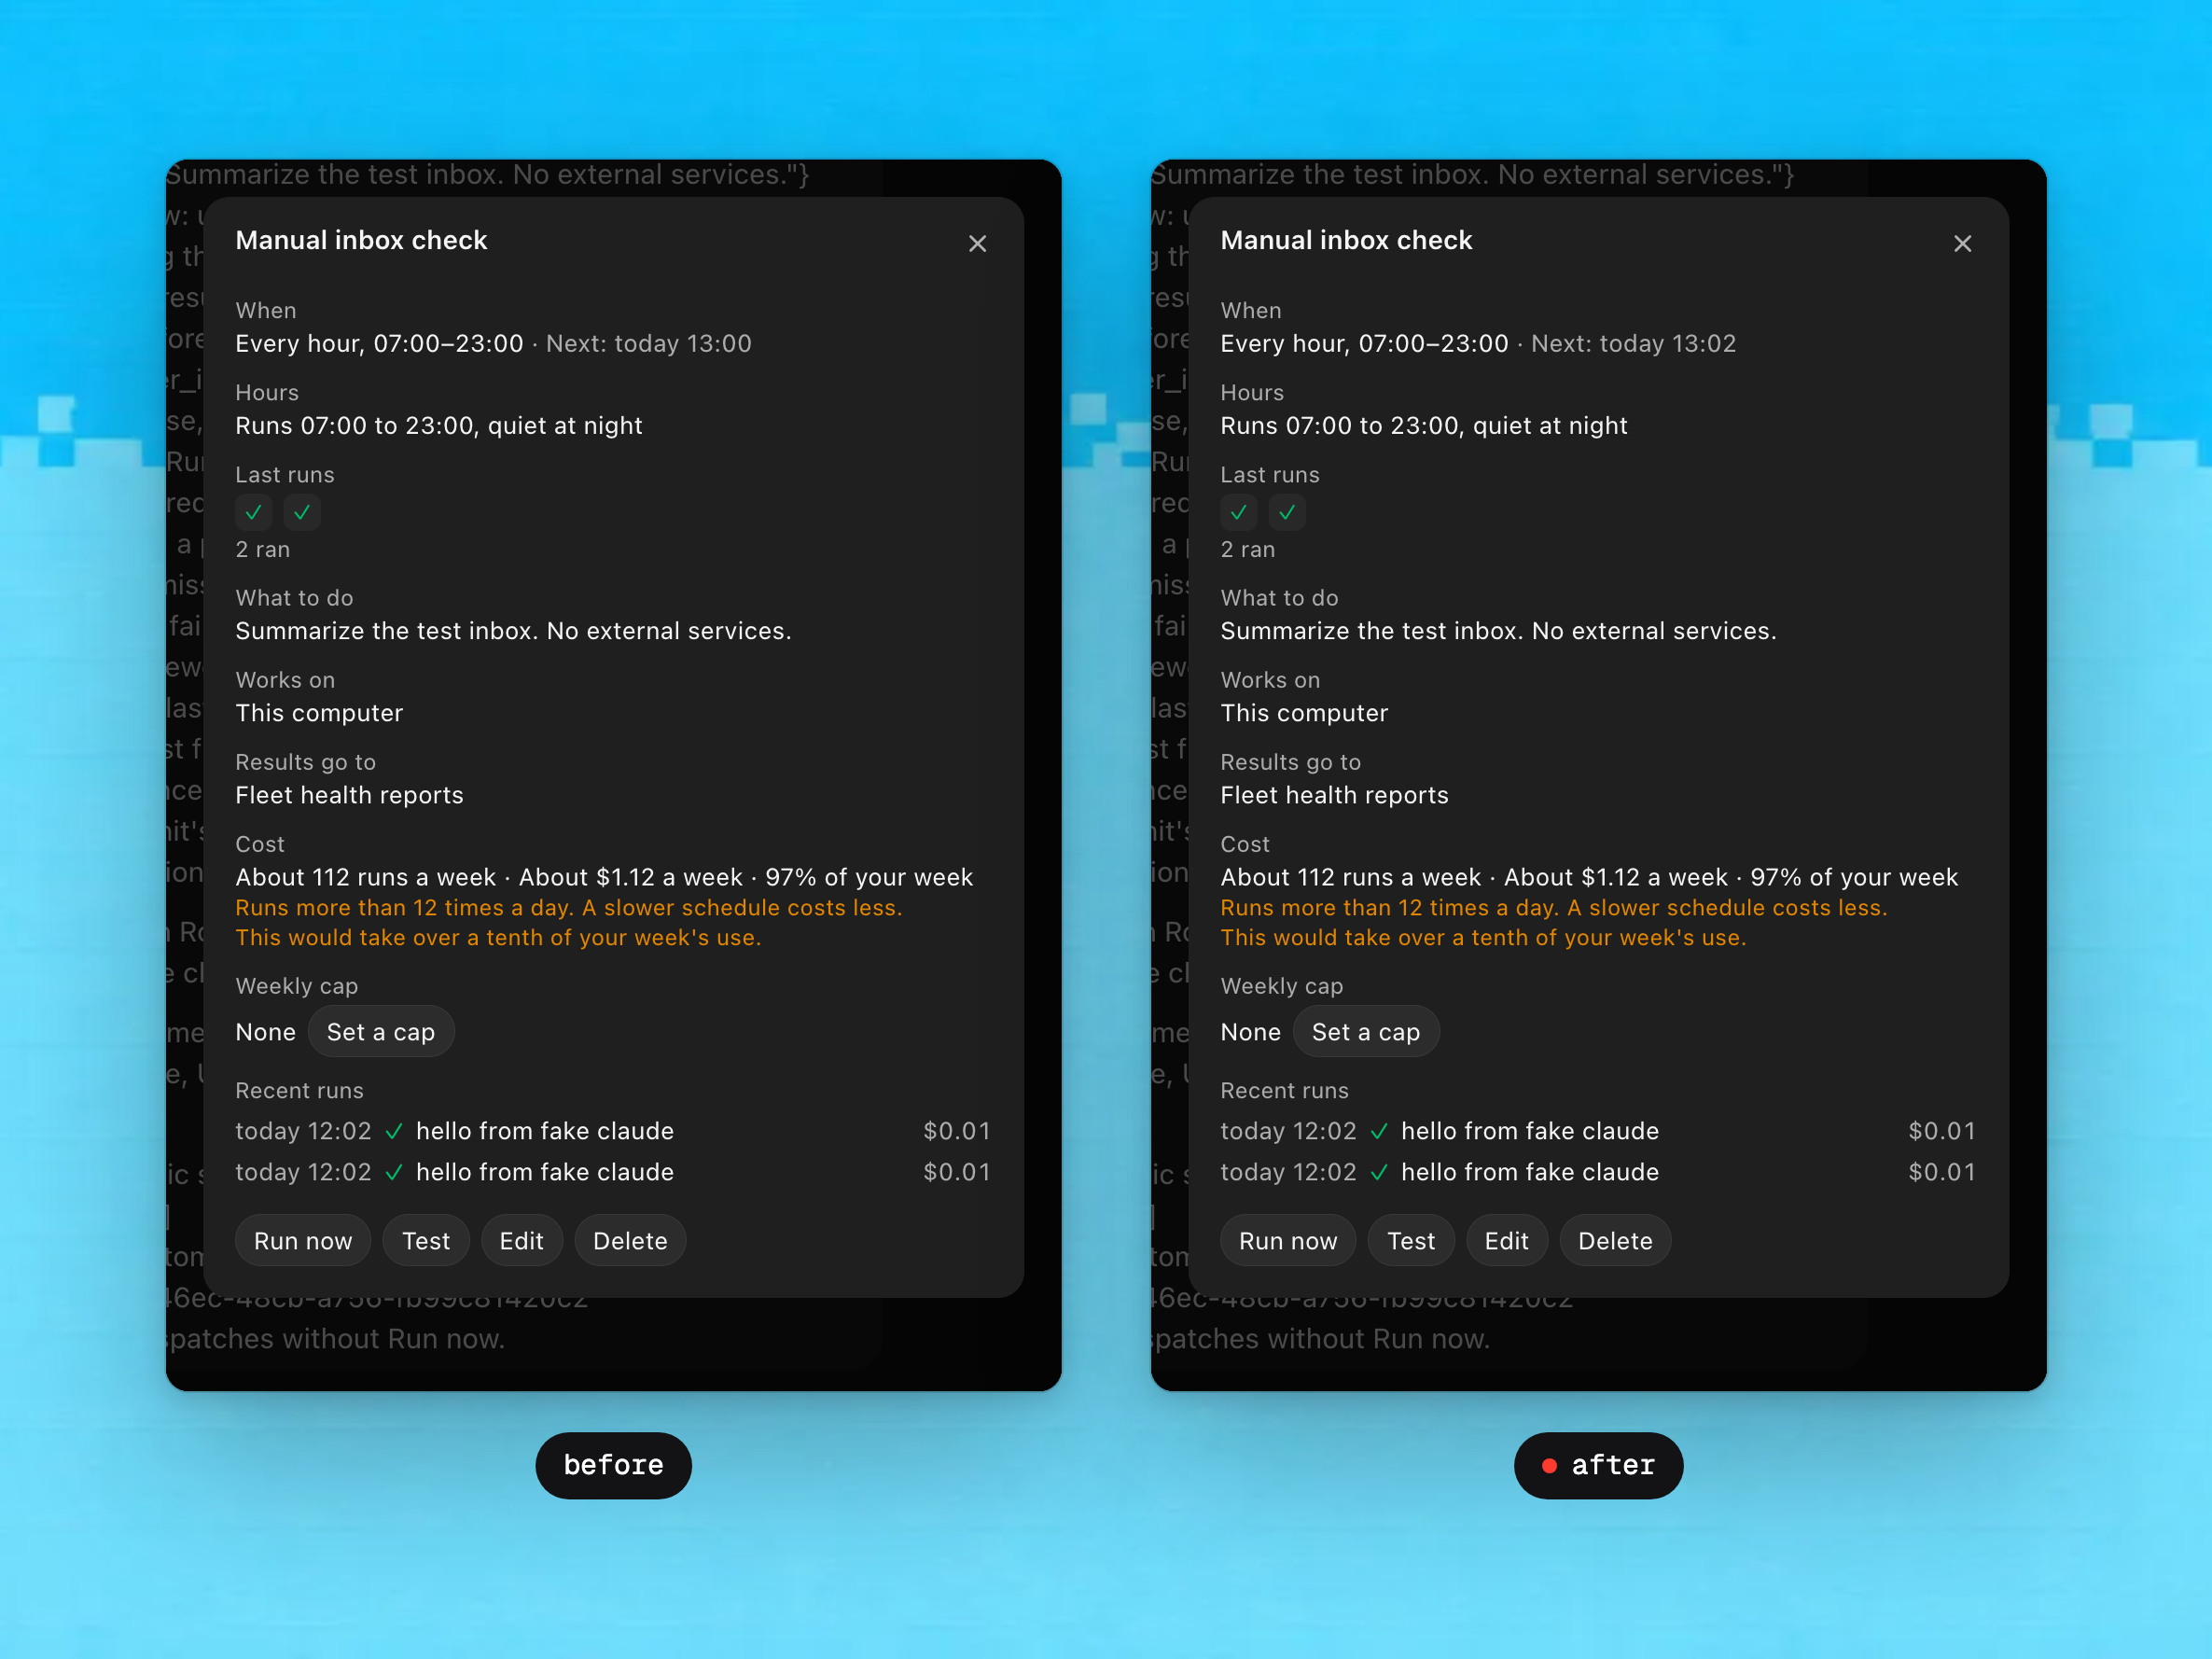 Summarize the test inbox. No external services."}
Manual inbox check
When
Every hour, 07:00–23:00 · Next: today 13:00
Hours
Runs 07:00 to 23:00, quiet at night
Last runs
2 ran
What to do
Summarize the test inbox. No external services.
Works on
This computer
Results go to
Fleet health reports
Cost
About 112 runs a week · About $1.12 a week · 97% of your week
Runs more than 12 times a day. A slower schedule costs less.
This would take over a tenth of your week's use.
Weekly cap
None Set a cap
Recent runs
today 12:02 ✓ hello from fake claude $0.01
today 12:02 ✓ hello from fake claude $0.01
Run now Test Edit Delete
without Run now.
before
Summarize the test inbox. No external services."}
Manual inbox check
When
Every hour, 07:00–23:00 · Next: today 13:02
Hours
Runs 07:00 to 23:00, quiet at night
Last runs
2 ran
What to do
Summarize the test inbox. No external services.
Works on
This computer
Results go to
Fleet health reports
Cost
About 112 runs a week · About $1.12 a week · 97% of your week
Runs more than 12 times a day. A slower schedule costs less.
This would take over a tenth of your week's use.
Weekly cap
None Set a cap
Recent runs
today 12:02 ✓ hello from fake claude $0.01
today 12:02 ✓ hello from fake claude $0.01
Run now Test Edit Delete
without Run now.
after